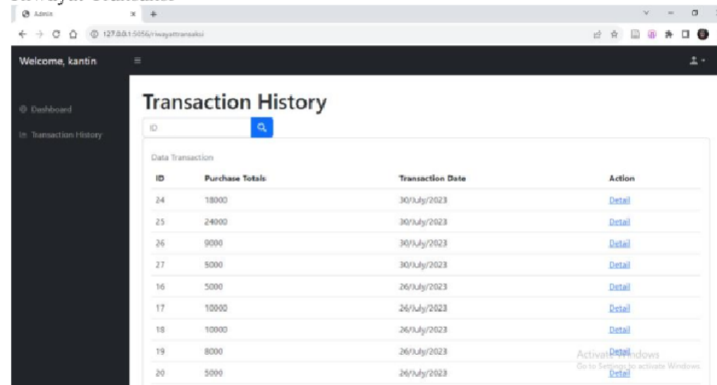 Admin
127.0.0.1:5056/riwayattransaksi
Welcome, kantin
Dashboard
Transaction History
Transaction History
ID
Data Transaction
ID Purchase Totals Transaction Date Action
24 18000 30/July/2023 Detail
25 24000 30/July/2023 Detail
26 9000 30/July/2023 Detail
27 5000 30/July/2023 Detail
16 5000 26/July/2023 Detail
17 10000 26/July/2023 Detail
18 10000 26/July/2023 Detail
19 8000 26/July/2023 Detail
20 5000 26/July/2023 Detail
Activate Windows
Go to Settings to activate Windows.